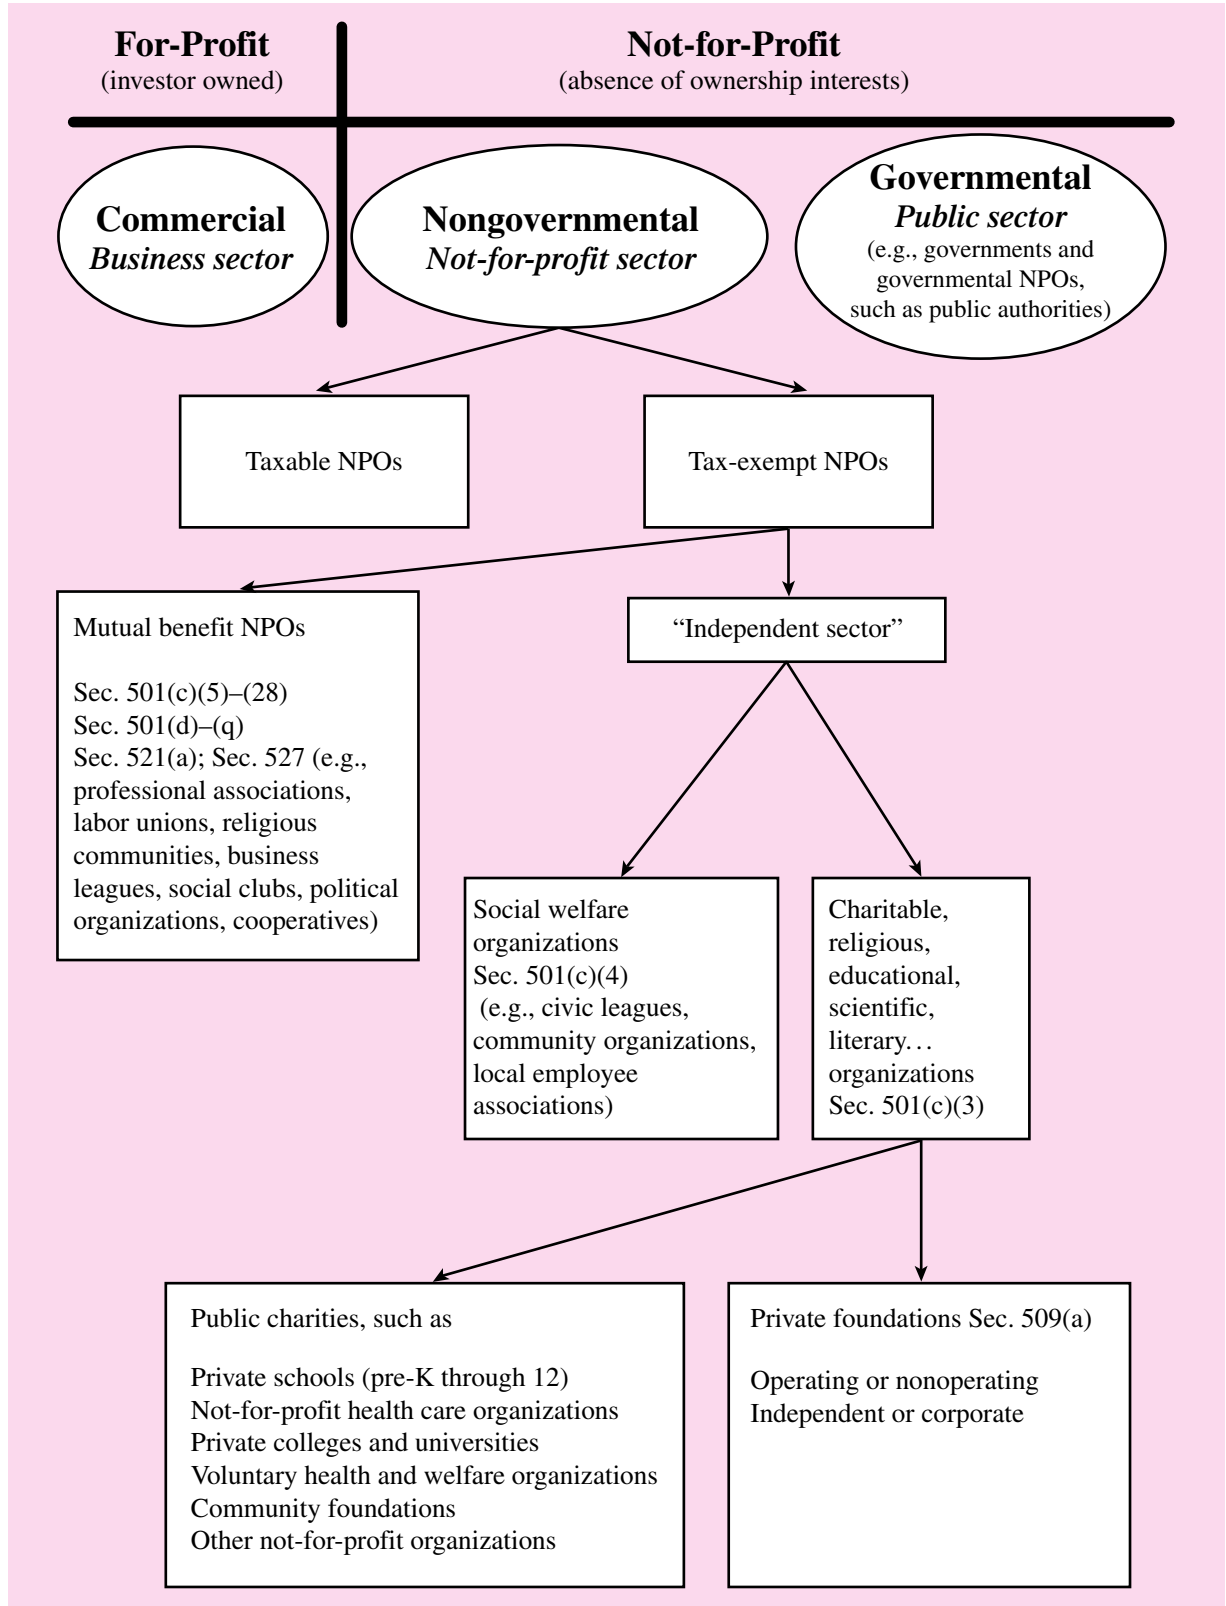 For-Profit
(investor owned)
Not-for-Profit
(absence of ownership interests)
Commercial
Business sector
Nongovernmental
Not-for-profit sector
Governmental
Public sector
(e.g., governments and
governmental NPOs,
such as public authorities)
Taxable NPOs
Tax-exempt NPOs
Mutual benefit NPOs
Sec. 501(c)(5)–(28)
Sec. 501(d)–(q)
Sec. 521(a); Sec. 527 (e.g.,
professional associations,
labor unions, religious
communities, business
leagues, social clubs, political
organizations, cooperatives)
“Independent sector”
Social welfare
organizations
Sec. 501(c)(4)
(e.g., civic leagues,
community organizations,
local employee
associations)
Charitable,
religious,
educational,
scientific,
literary…
organizations
Sec. 501(c)(3)
Public charities, such as
Private schools (pre-K through 12)
Not-for-profit health care organizations
Private colleges and universities
Voluntary health and welfare organizations
Community foundations
Other not-for-profit organizations
Private foundations Sec. 509(a)
Operating or nonoperating
Independent or corporate